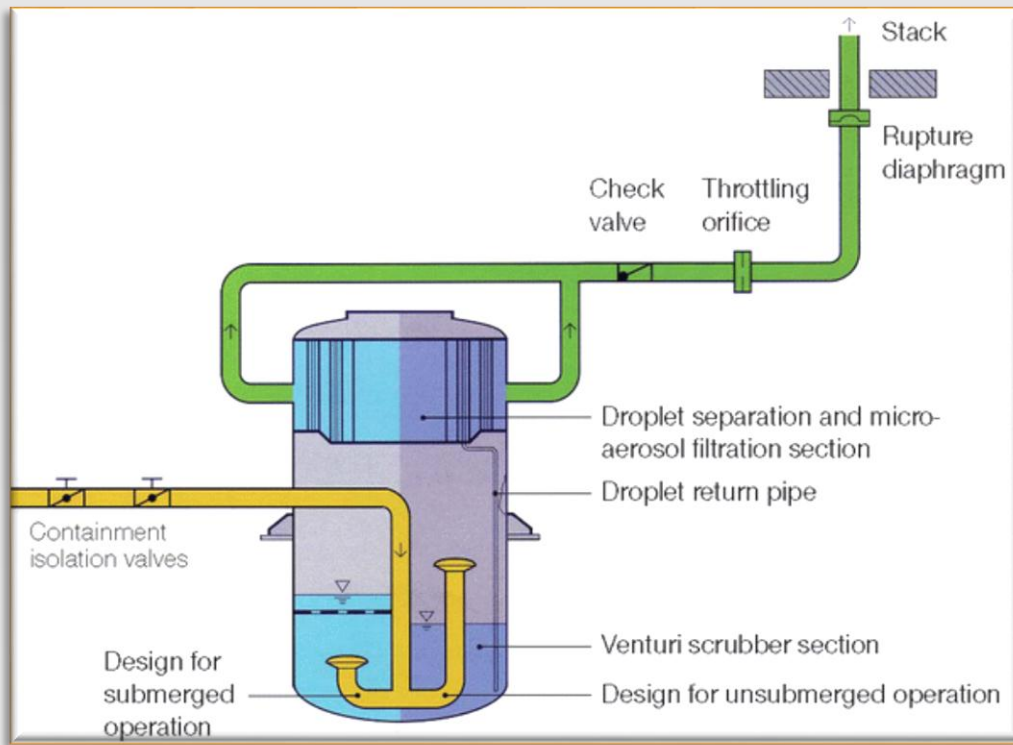 Stack
Rupture
diaphragm
Check
valve
Throttling
orifice
Droplet separation and micro-
aerosol filtration section
Droplet return pipe
Containment
isolation valves
Venturi scrubber section
Design for
submerged
operation
Design for unsubmerged operation